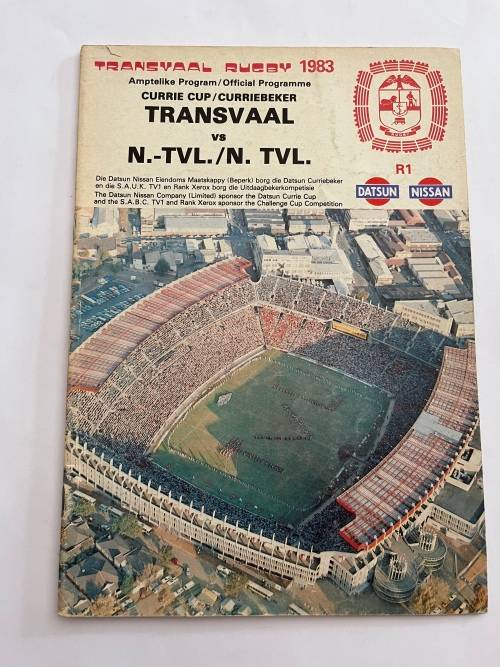 TRANSVAAL RUGBY 1983
Amptelike Program/Official Programme
CURRIE CUP/CURRIEBEKER
TRANSVAAL
vs
N.-TVL./N. TVL.
Die Datsun Nissan Eiendoms Maatskappy (Beperk) borg die Datsun Curriebeker
en die S.A.U.K. TV1 en Rank Xerox borg die Uitdaagbekerkompetisie
The Datsun Nissan Company (Limited) sponsor the Datsun Currie Cup
and the S.A.B.C. TV1 and Rank Xerox sponsor the Challenge Cup Competition
R1
DATSUN
NISSAN